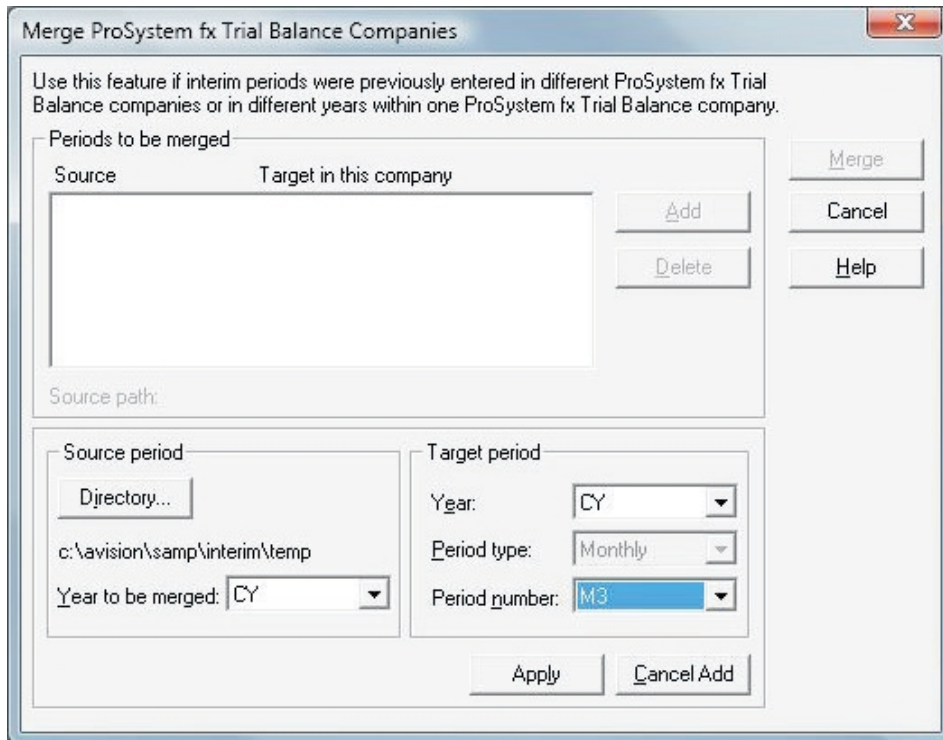 Merge ProSystem fx Trial Balance Companies
Use this feature if interim periods were previously entered in different ProSystem fx Trial
Balance companies or in different years within one ProSystem fx Trial Balance company.
Periods to be merged
Source Target in this company
Merge
Add
Cancel
Delete
Help
Source path:
Source period
Directory...
c:\avision\samp\interim\temp
Year to be merged: CY
Target period
Year: CY
Period type: Monthly
Period number: M3
Apply
Cancel Add